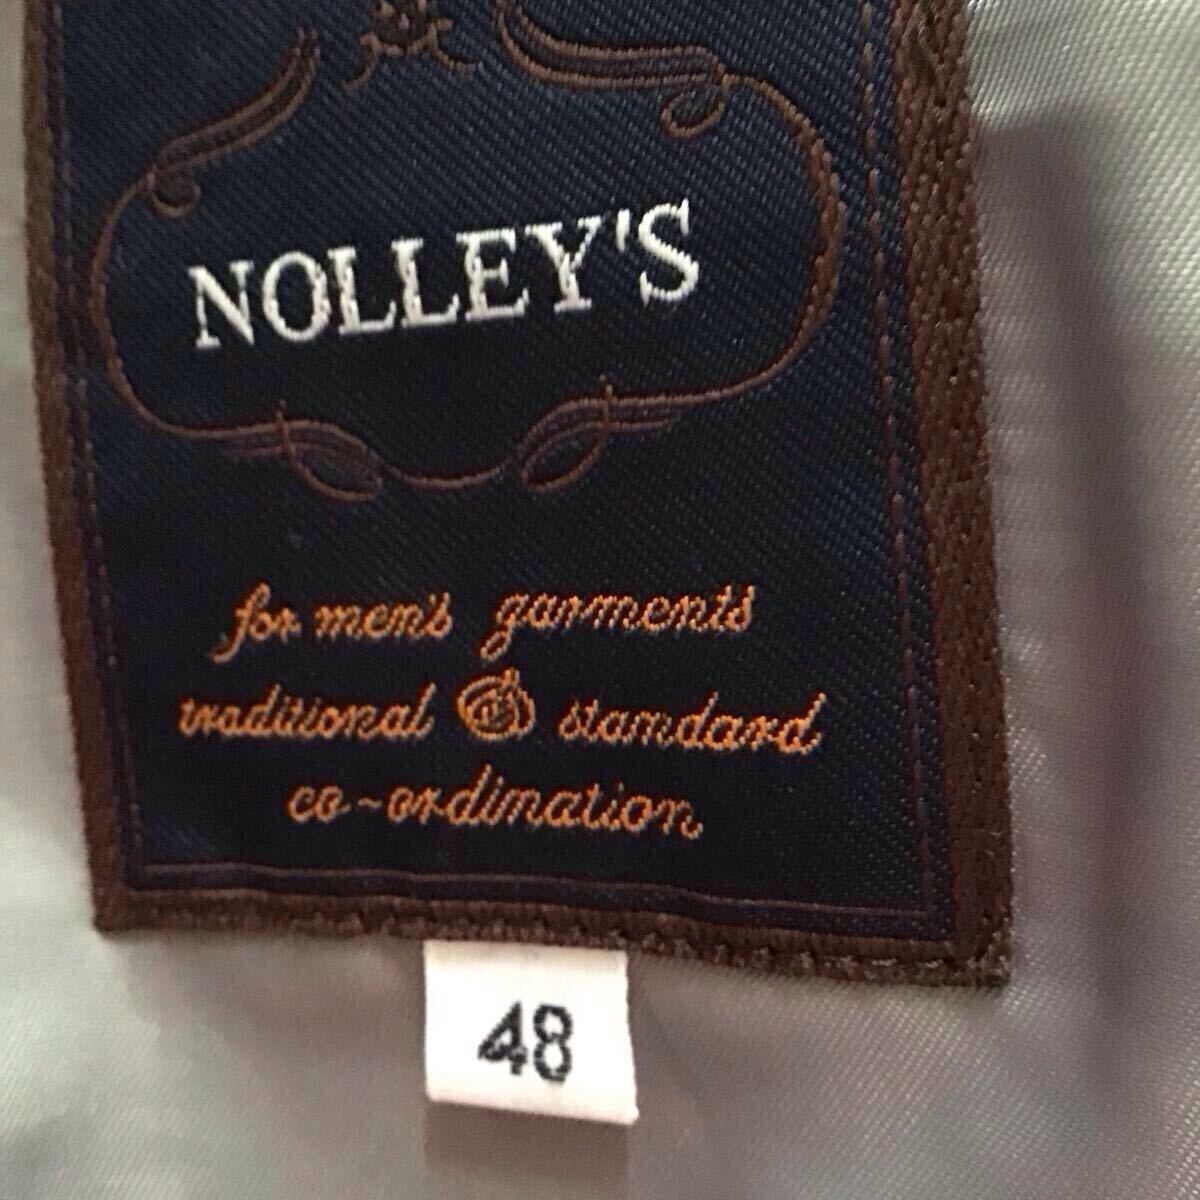 NOLLEY'S
for men's garments
traditional & standard
co-ordination
48